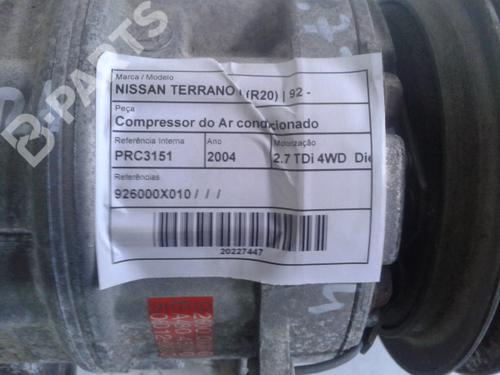 B-PARTS
Marca / Modelo
NISSAN TERRANO (R20) | 92 -
Peça
Compressor do Ar condicionado
Referência Interna Ano Motorização
PRC3151 2004 2.7 TDi 4WD Die
Referências
926000X010 / / /
20227447